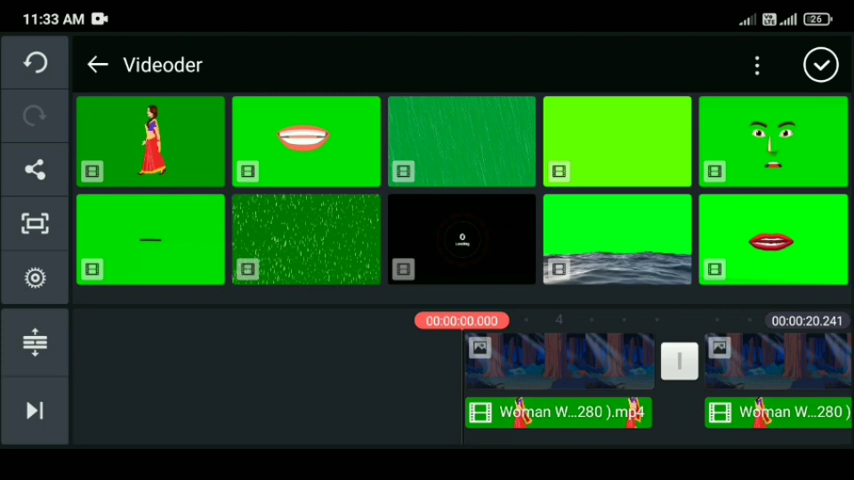 11:33 AM
26
Videoder
Loading
00:00:00.000
4
00:00:20.241
Woman W...280 ).mp4
Woman W...280 )